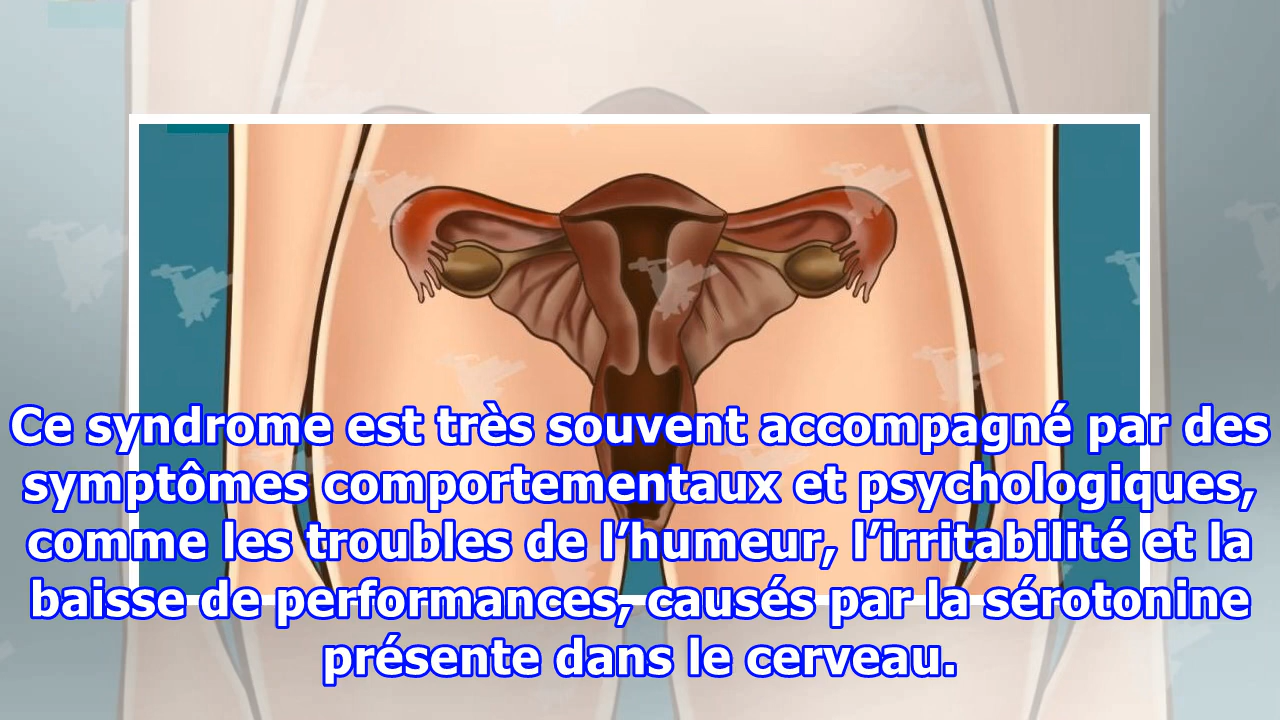 Ce syndrome est très souvent accompagné par des
symptômes comportementaux et psychologiques,
comme les troubles de l’humeur, l’irritabilité et la
baisse de performances, causés par la sérotonine
présente dans le cerveau.